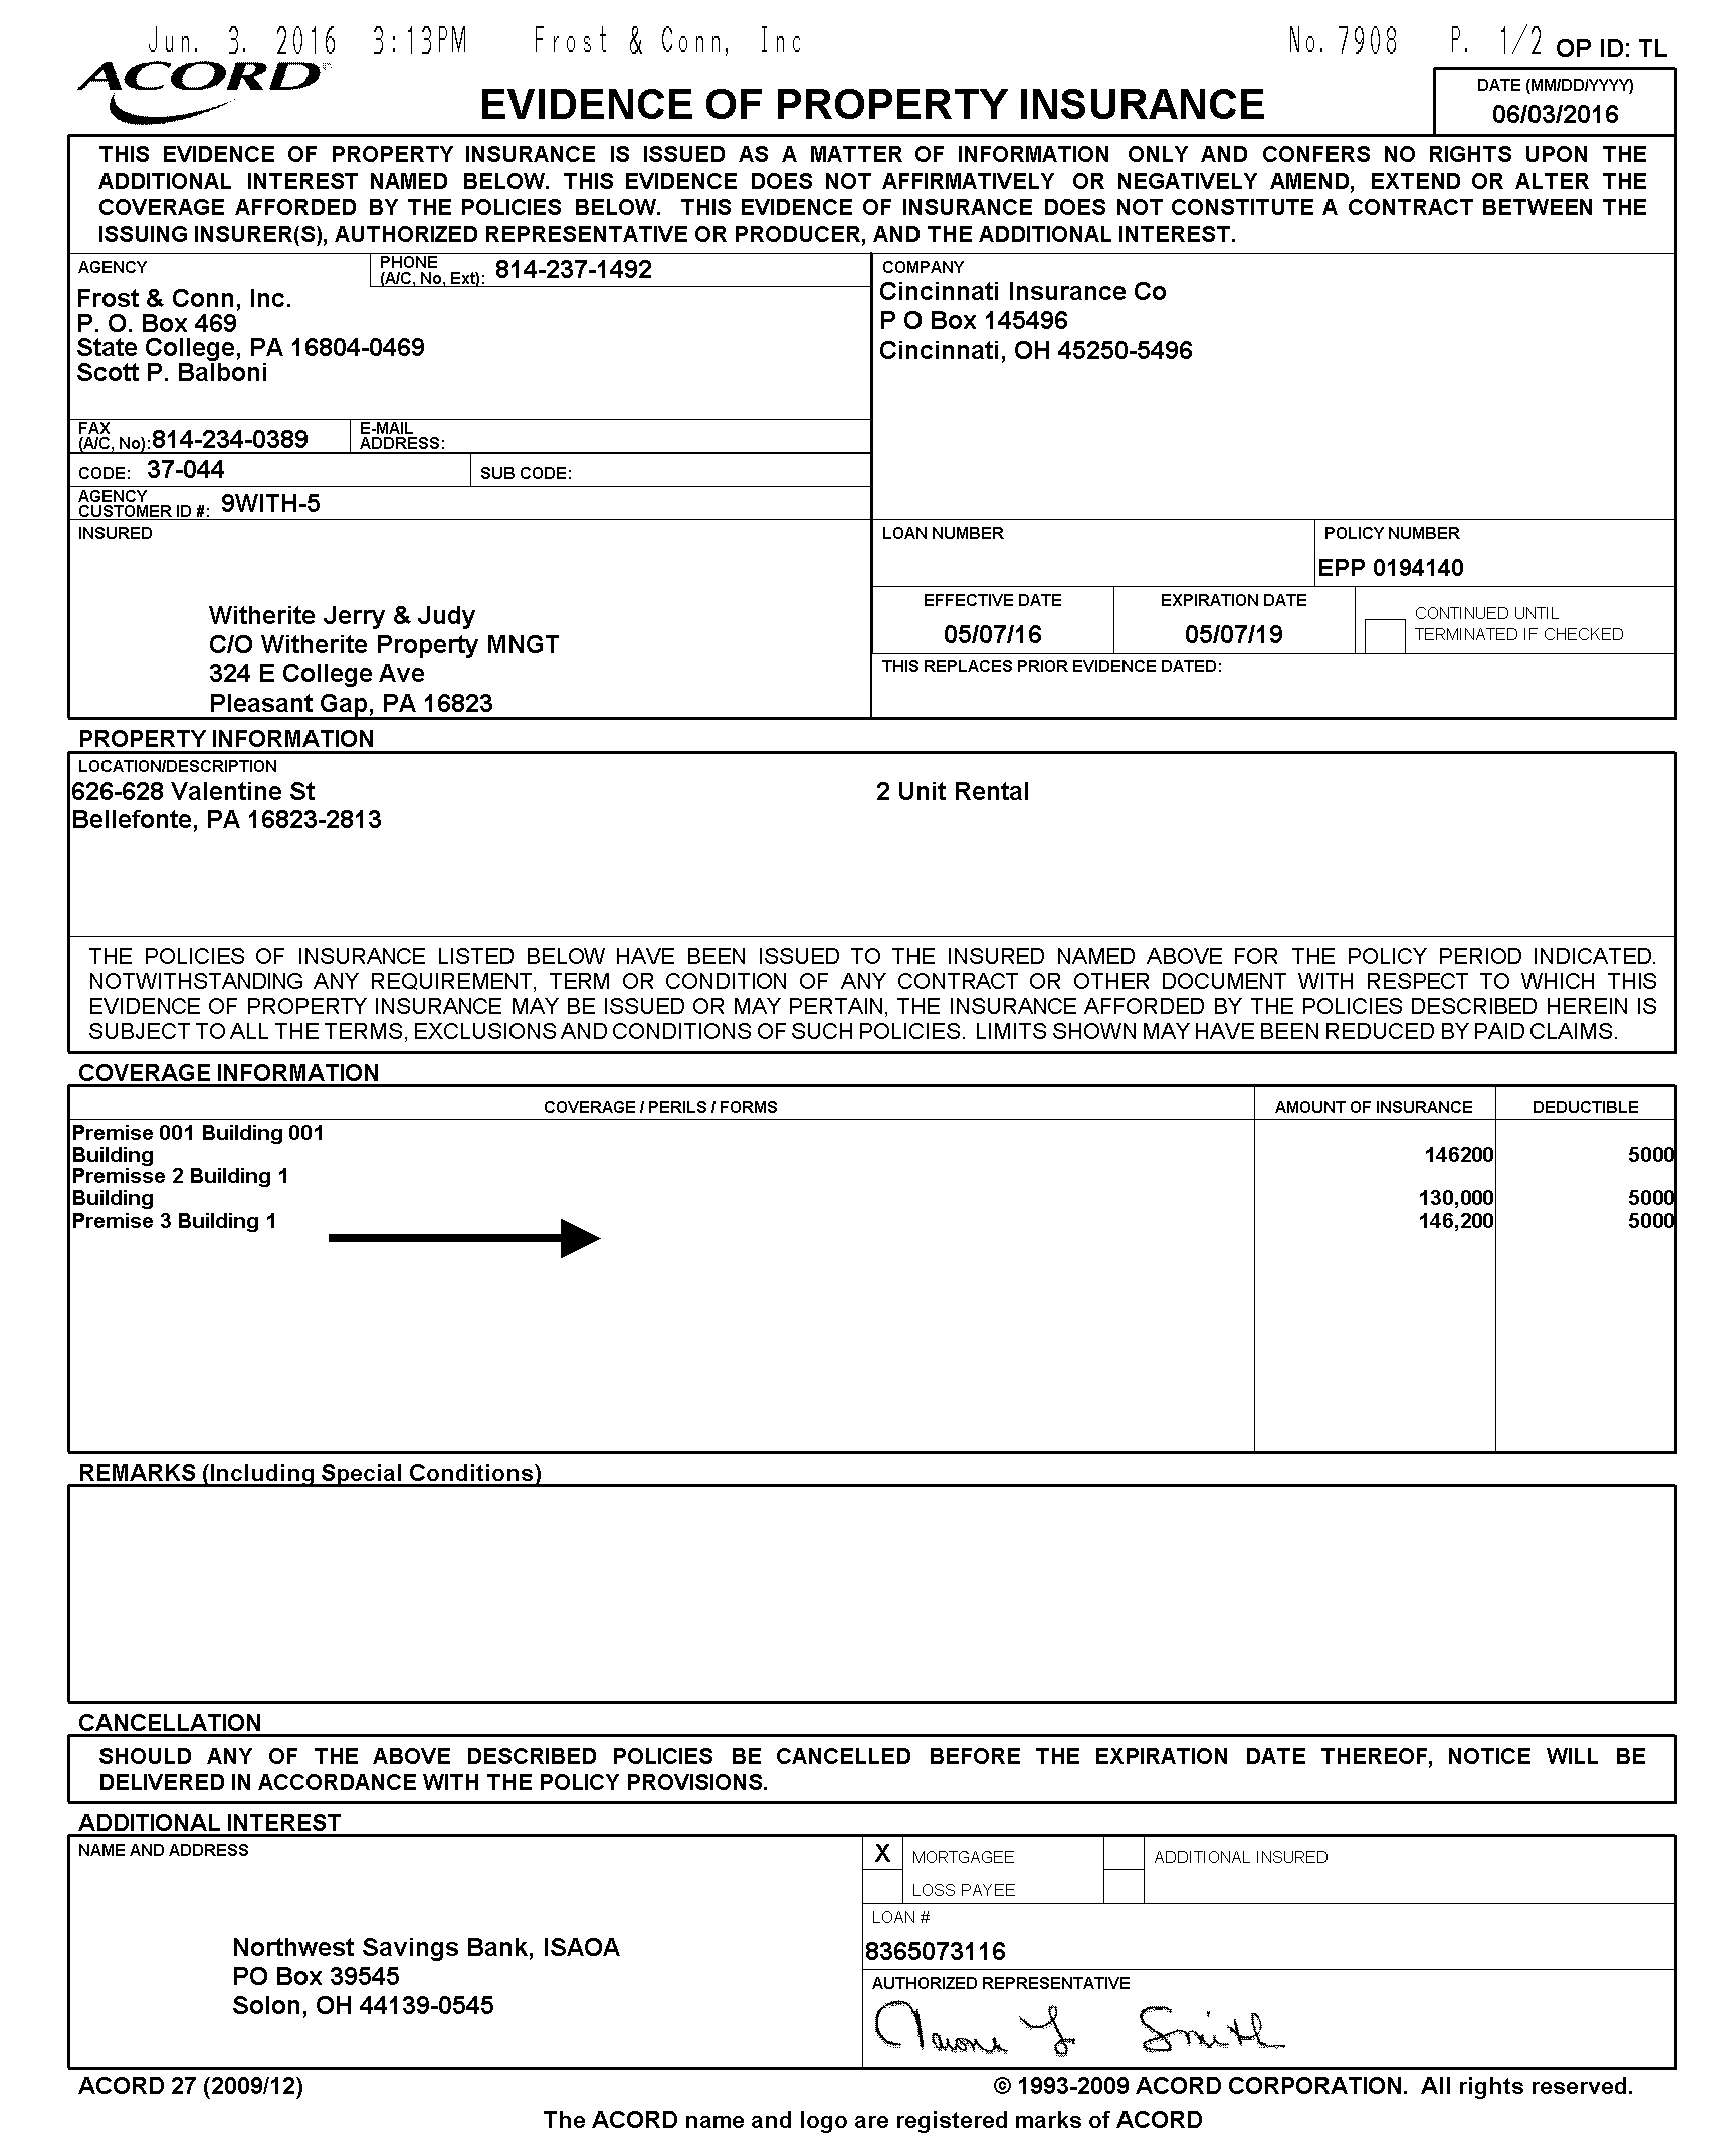 Jun. 3. 2016 3:13PM Frost & Conn, Inc No. 7908 P. 1/2 OP ID: TL
ACORD
EVIDENCE OF PROPERTY INSURANCE
DATE (MM/DD/YYYY)
06/03/2016
THIS EVIDENCE OF PROPERTY INSURANCE IS ISSUED AS A MATTER OF INFORMATION ONLY AND CONFERS NO RIGHTS UPON THE
ADDITIONAL INTEREST NAMED BELOW. THIS EVIDENCE DOES NOT AFFIRMATIVELY OR NEGATIVELY AMEND, EXTEND OR ALTER THE
COVERAGE AFFORDED BY THE POLICIES BELOW. THIS EVIDENCE OF INSURANCE DOES NOT CONSTITUTE A CONTRACT BETWEEN THE
ISSUING INSURER(S), AUTHORIZED REPRESENTATIVE OR PRODUCER, AND THE ADDITIONAL INTEREST.
AGENCY
PHONE
(A/C, No, Ext): 814-237-1492
Frost & Conn, Inc.
P. O. Box 469
State College, PA 16804-0469
Scott P. Balboni
COMPANY
Cincinnati Insurance Co
P O Box 145496
Cincinnati, OH 45250-5496
FAX
(A/C, No): 814-234-0389
E-MAIL
ADDRESS:
CODE: 37-044
SUB CODE:
AGENCY
CUSTOMER ID #: 9WITH-5
INSURED
Witherite Jerry & Judy
C/O Witherite Property MNGT
324 E College Ave
Pleasant Gap, PA 16823
LOAN NUMBER
POLICY NUMBER
EPP 0194140
EFFECTIVE DATE
05/07/16
EXPIRATION DATE
05/07/19
CONTINUED UNTIL
TERMINATED IF CHECKED
THIS REPLACES PRIOR EVIDENCE DATED:
PROPERTY INFORMATION
LOCATION/DESCRIPTION
626-628 Valentine St 2 Unit Rental
Bellefonte, PA 16823-2813
THE POLICIES OF INSURANCE LISTED BELOW HAVE BEEN ISSUED TO THE INSURED NAMED ABOVE FOR THE POLICY PERIOD INDICATED.
NOTWITHSTANDING ANY REQUIREMENT, TERM OR CONDITION OF ANY CONTRACT OR OTHER DOCUMENT WITH RESPECT TO WHICH THIS
EVIDENCE OF PROPERTY INSURANCE MAY BE ISSUED OR MAY PERTAIN, THE INSURANCE AFFORDED BY THE POLICIES DESCRIBED HEREIN IS
SUBJECT TO ALL THE TERMS, EXCLUSIONS AND CONDITIONS OF SUCH POLICIES. LIMITS SHOWN MAY HAVE BEEN REDUCED BY PAID CLAIMS.
COVERAGE INFORMATION
COVERAGE / PERILS / FORMS AMOUNT OF INSURANCE DEDUCTIBLE
Premise 001 Building 001
Building 146200 5000
Premisse 2 Building 1
Building 130,000 5000
Premise 3 Building 1 146,200 5000
REMARKS (Including Special Conditions)
CANCELLATION
SHOULD ANY OF THE ABOVE DESCRIBED POLICIES BE CANCELLED BEFORE THE EXPIRATION DATE THEREOF, NOTICE WILL BE
DELIVERED IN ACCORDANCE WITH THE POLICY PROVISIONS.
ADDITIONAL INTEREST
NAME AND ADDRESS
Northwest Savings Bank, ISAOA
PO Box 39545
Solon, OH 44139-0545
X MORTGAGEE ADDITIONAL INSURED
LOSS PAYEE
LOAN #
8365073116
AUTHORIZED REPRESENTATIVE
Smith
ACORD 27 (2009/12) © 1993-2009 ACORD CORPORATION. All rights reserved.
The ACORD name and logo are registered marks of ACORD